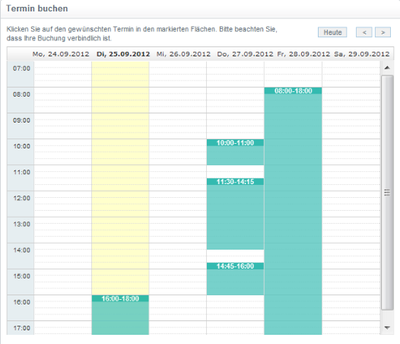 Termin buchen
Klicken Sie auf den gewünschten Termin in den markierten Flächen. Bitte beachten Sie,
dass Ihre Buchung verbindlich ist.
Heute < >
Mo, 24.09.2012 Di, 25.09.2012 Mi, 26.09.2012 Do, 27.09.2012 Fr, 28.09.2012 Sa, 29.09.2012
07:00
08:00 08:00-18:00
09:00
10:00 10:00-11:00
11:00
11:30-14:15
12:00
13:00
14:00
14:45-16:00
15:00
16:00 16:00-18:00
17:00